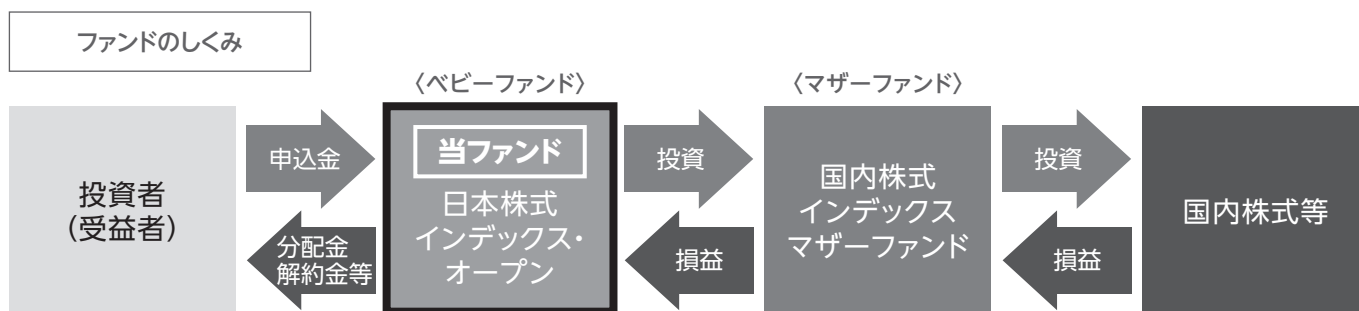 ファンドのしくみ
〈ベビーファンド〉
〈マザーファンド〉
投資者
（受益者）
申込金
分配金
解約金等
当ファンド
日本株式
インデックス・
オープン
投資
損益
国内株式
インデックス
マザーファンド
投資
損益
国内株式等